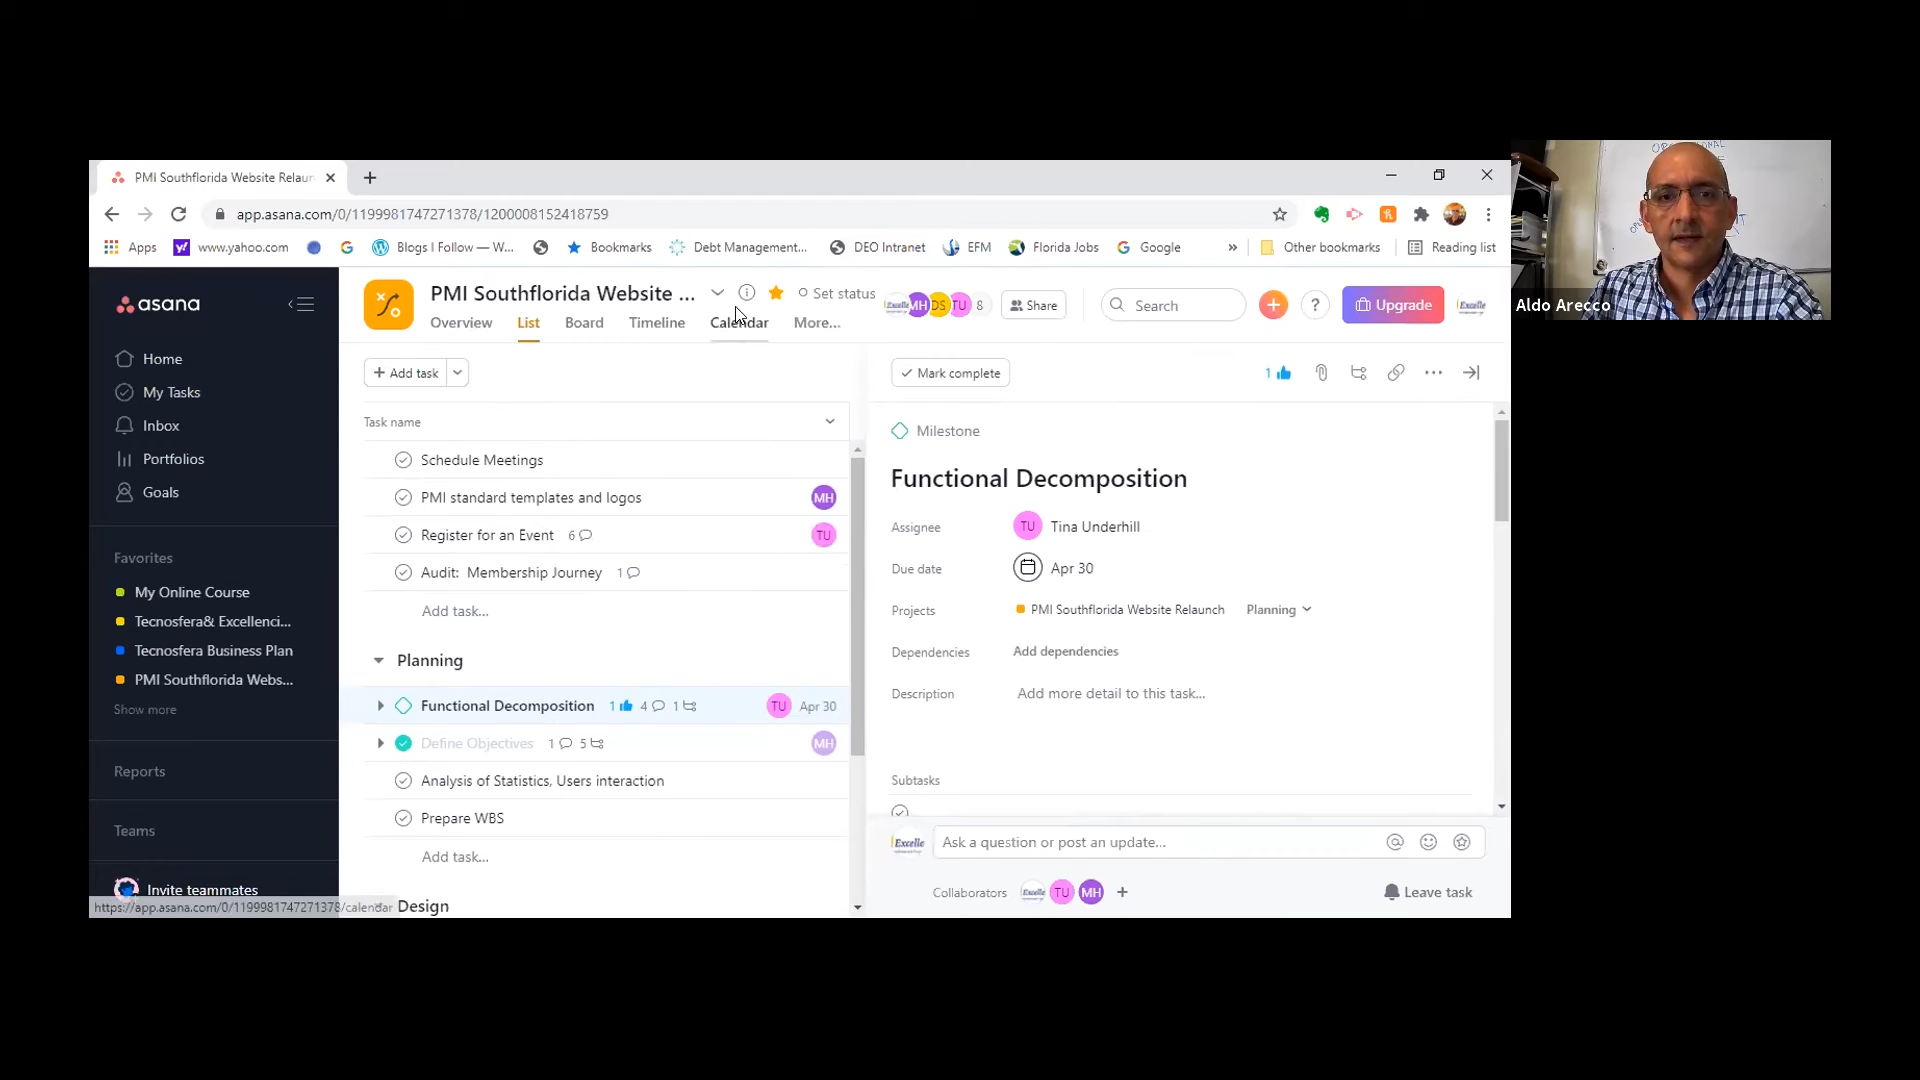 PMI Southflorida Website Relaun
app.asana.com/0/1199981747271378/1200008152418759
Apps
www.yahoo.com
Blogs I Follow — W...
Bookmarks
Debt Management...
DEO Intranet
EFM
Florida Jobs
Google
»
Other bookmarks
Reading list
asana
Home
My Tasks
Inbox
Portfolios
Goals
Favorites
My Online Course
Tecnosfera& Excellenci...
Tecnosfera Business Plan
PMI Southflorida Webs...
Show more
Reports
Teams
Invite teammates
https://app.asana.com/0/1199981747271378/calendar
PMI Southflorida Website ...
Set status
MH
DS
TU
8
Share
Search
?
Upgrade
Excelle
Overview
List
Board
Timeline
Calendar
More...
+ Add task
Task name
Schedule Meetings
PMI standard templates and logos
MH
Register for an Event 6
TU
Audit: Membership Journey 1
Add task...
Planning
Functional Decomposition 1 4 1
TU Apr 30
Define Objectives 1 5
MH
Analysis of Statistics, Users interaction
Prepare WBS
Add task...
Design
Mark complete
1
Milestone
Functional Decomposition
Assignee
TU Tina Underhill
Due date
Apr 30
Projects
PMI Southflorida Website Relaunch
Planning
Dependencies
Add dependencies
Description
Add more detail to this task...
Subtasks
Excelle
Ask a question or post an update...
Collaborators
Excelle
TU
MH
+
Leave task
Aldo Arecco